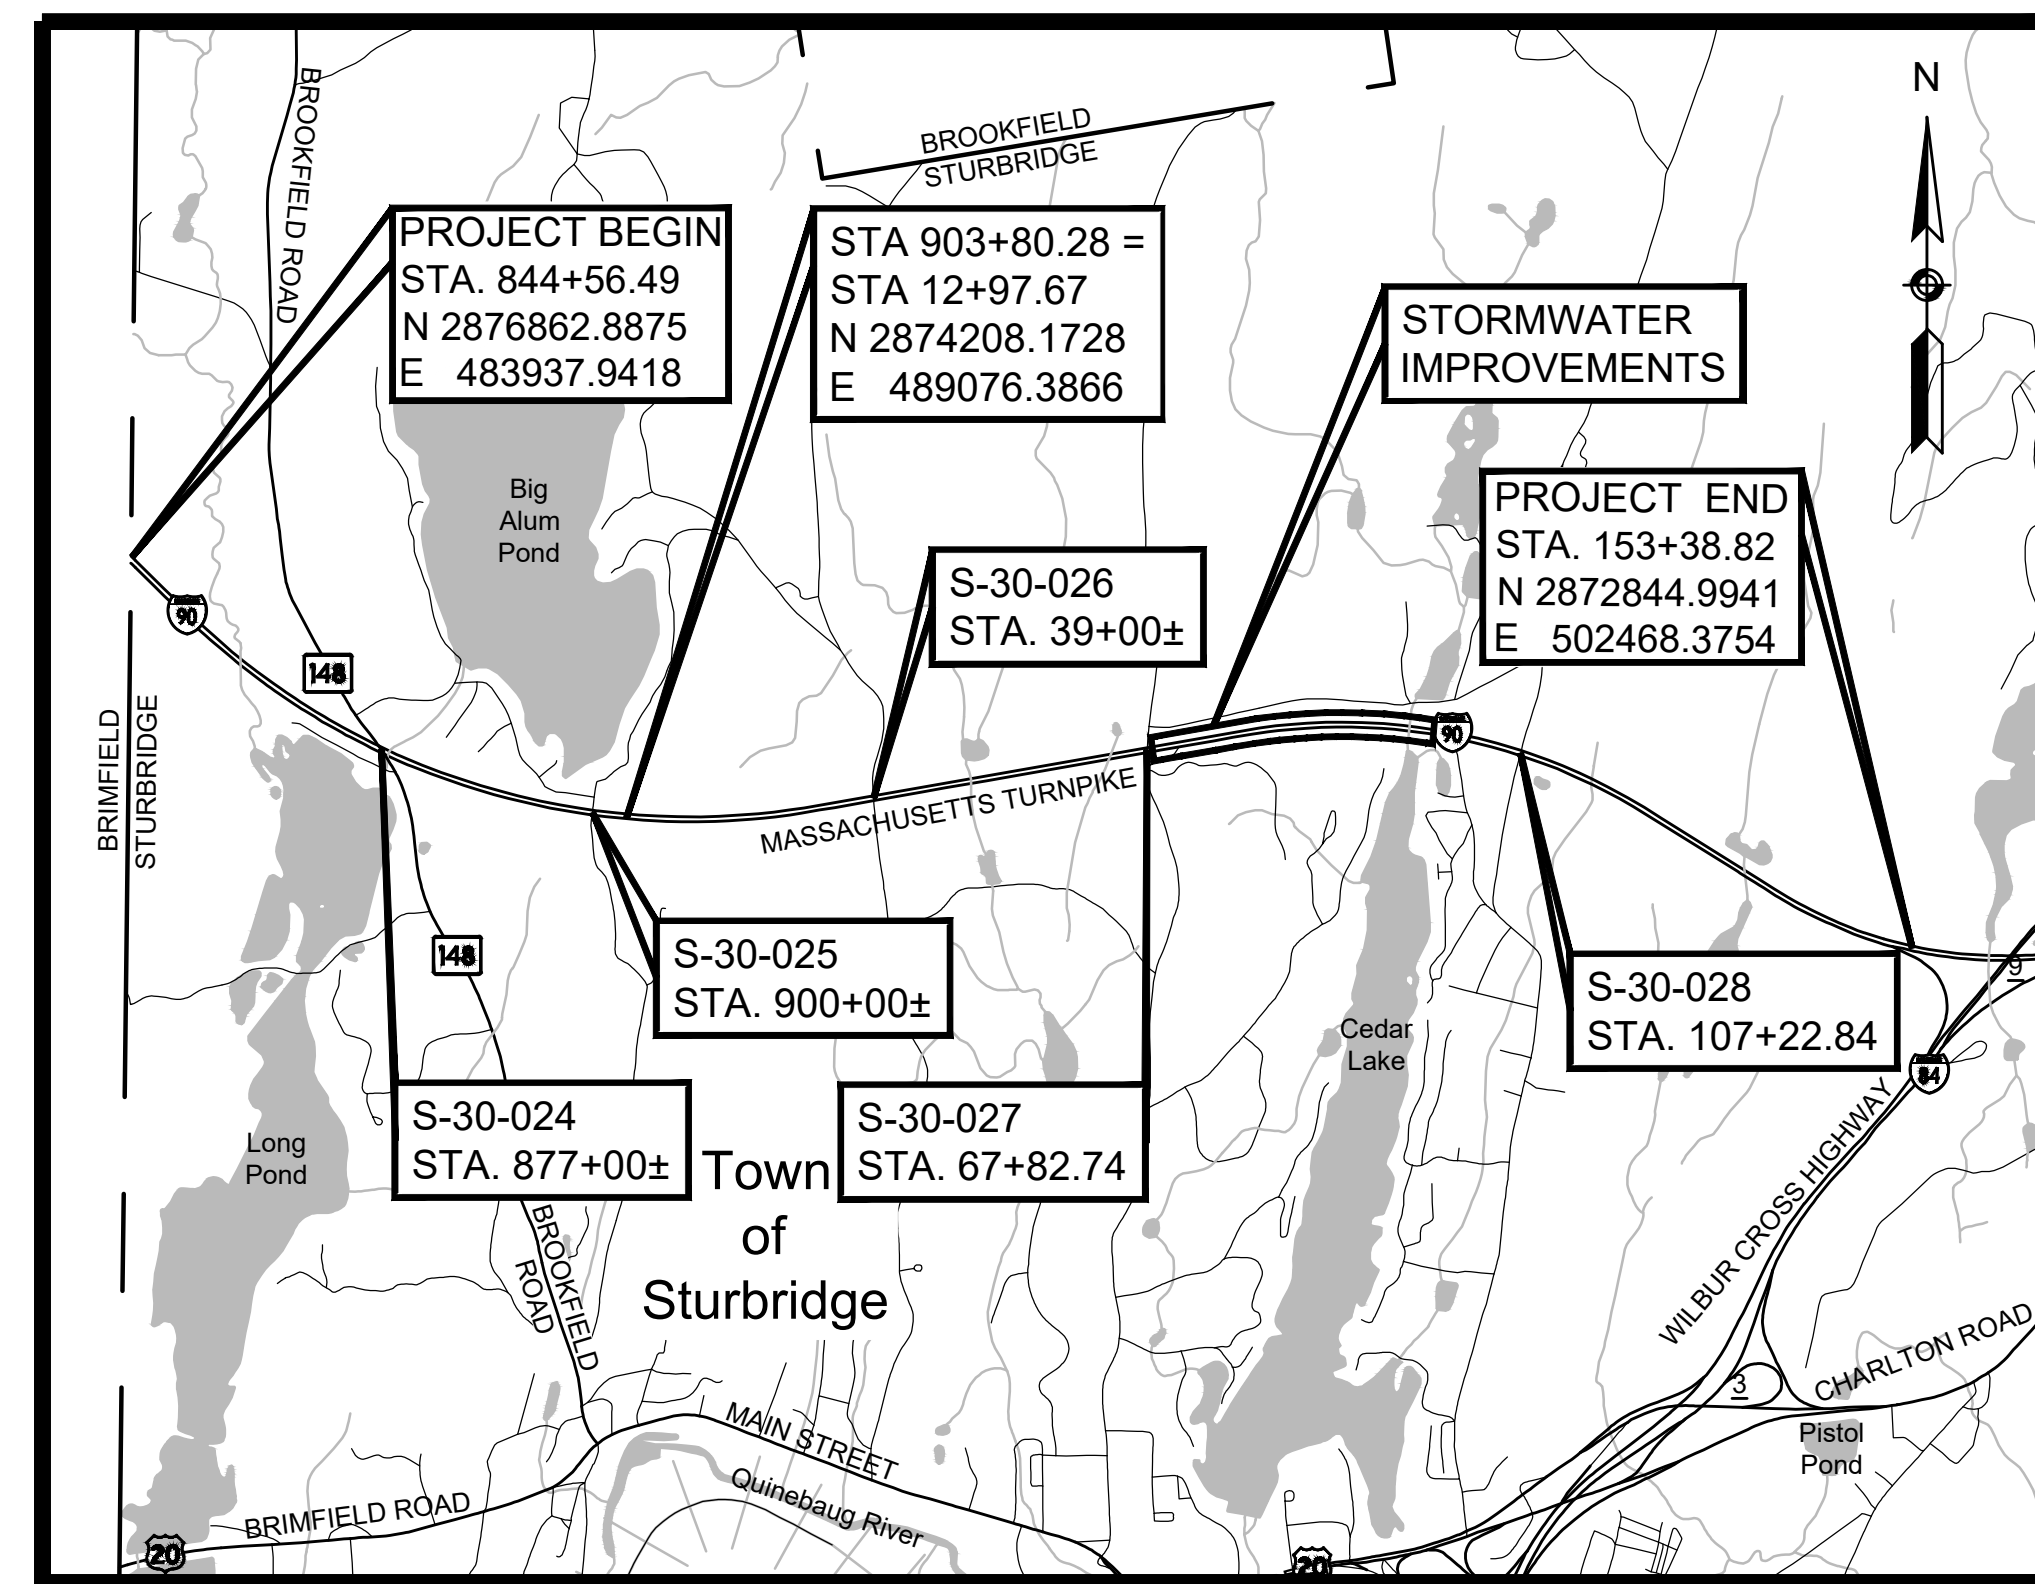 N
BROOKFIELD ROAD
BROOKFIELD
STURBRIDGE
PROJECT BEGIN
STA. 844+56.49
N 2876862.8875
E 483937.9418
STA 903+80.28 =
STA 12+97.67
N 2874208.1728
E 489076.3866
STORMWATER
IMPROVEMENTS
PROJECT END
STA. 153+38.82
N 2872844.9941
E 502468.3754
Big
Alum
Pond
S-30-026
STA. 39+00±
90
148
90
BRIMFIELD
STURBRIDGE
MASSACHUSETTS TURNPIKE
148
S-30-025
STA. 900+00±
S-30-028
STA. 107+22.84
9
Cedar
Lake
84
S-30-024
STA. 877+00±
S-30-027
STA. 67+82.74
Long
Pond
Town
of
Sturbridge
BROOKFIELD
ROAD
WILBUR CROSS HIGHWAY
CHARLTON ROAD
3
Pistol
Pond
MAIN STREET
Quinebaug River
BRIMFIELD ROAD
20
20